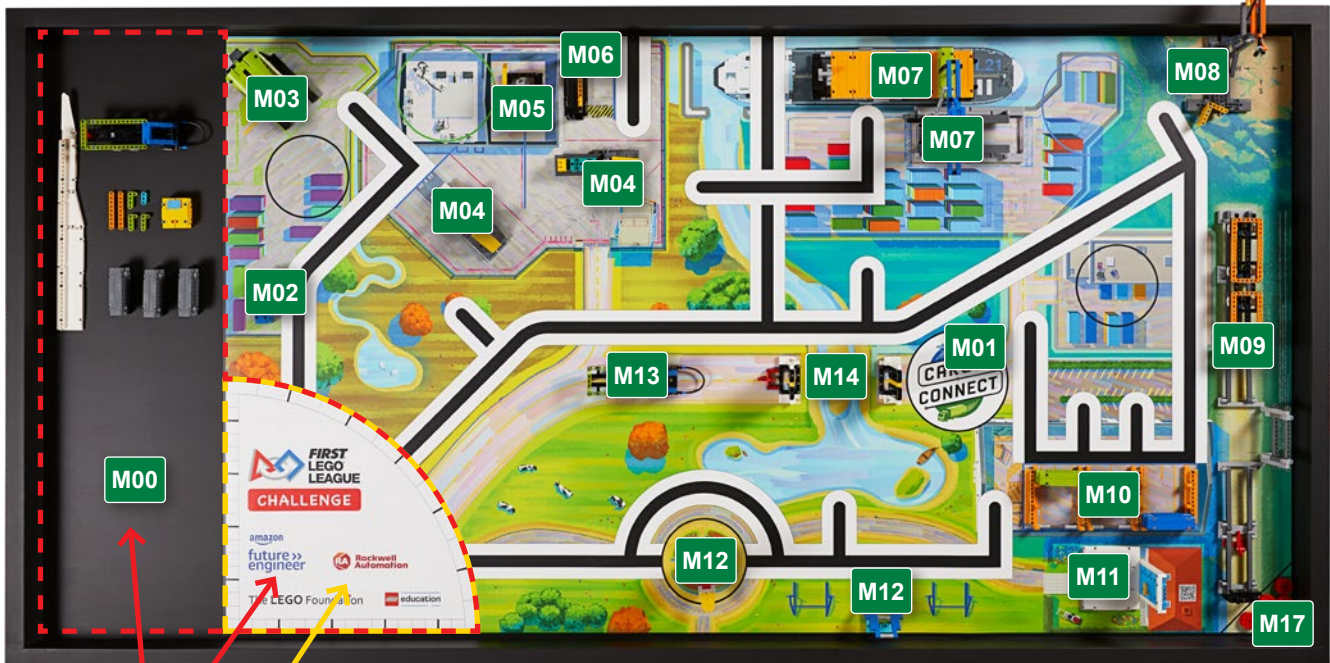 M06
M03
M05
M07
M08
M07
M04
M04
M02
M01
M09
CONNECT
M13
M14
FIRST
LEGO
LEAGUE
CHALLENGE
M00
M10
amazon
future
engineer
Rockwell
Automation
The LEGO Foundation
LEGO education
M12
M11
M12
M17